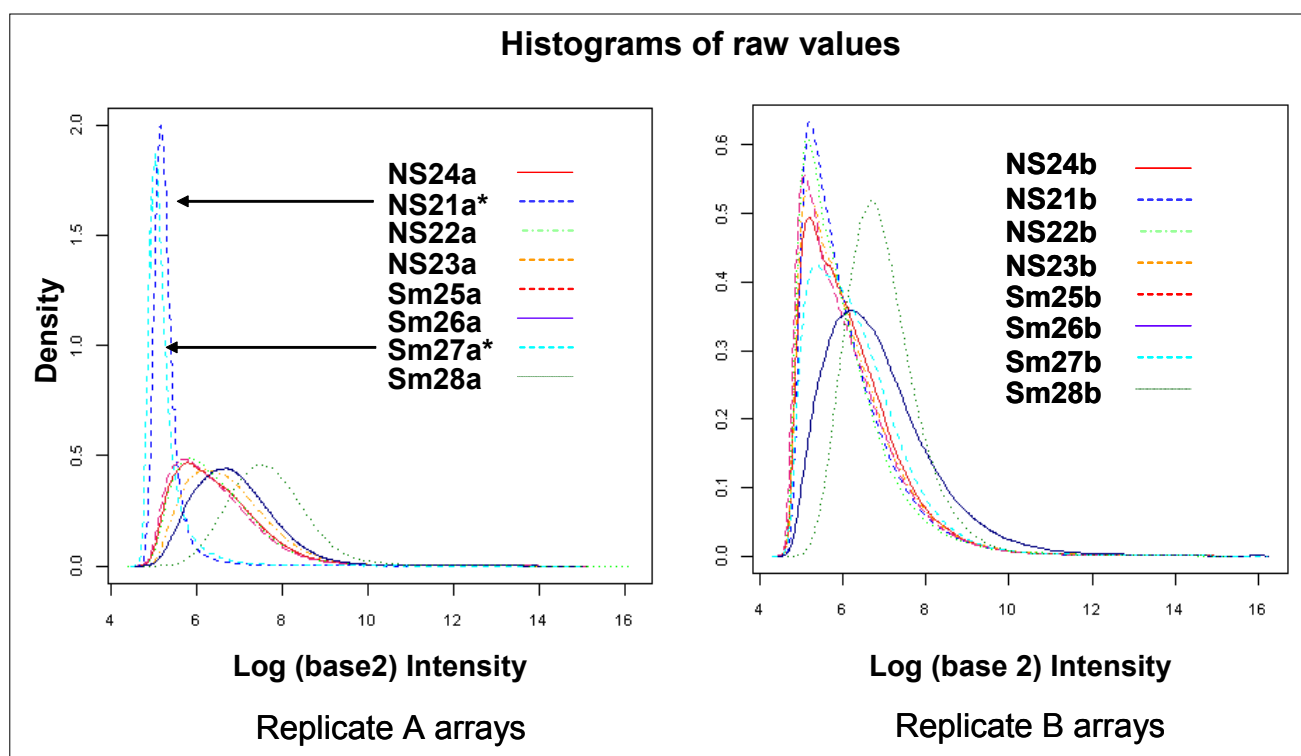 Histograms of raw values
Density
2.0
1.5
1.0
0.5
0.0
NS24a
NS21a*
NS22a
NS23a
Sm25a
Sm26a
Sm27a*
Sm28a
4 6 8 10 12 14 16
Log (base2) Intensity
Replicate A arrays
0.6
0.5
0.4
0.3
0.2
0.1
0.0
NS24b
NS21b
NS22b
NS23b
Sm25b
Sm26b
Sm27b
Sm28b
4 6 8 10 12 14 16
Log (base 2) Intensity
Replicate B arrays